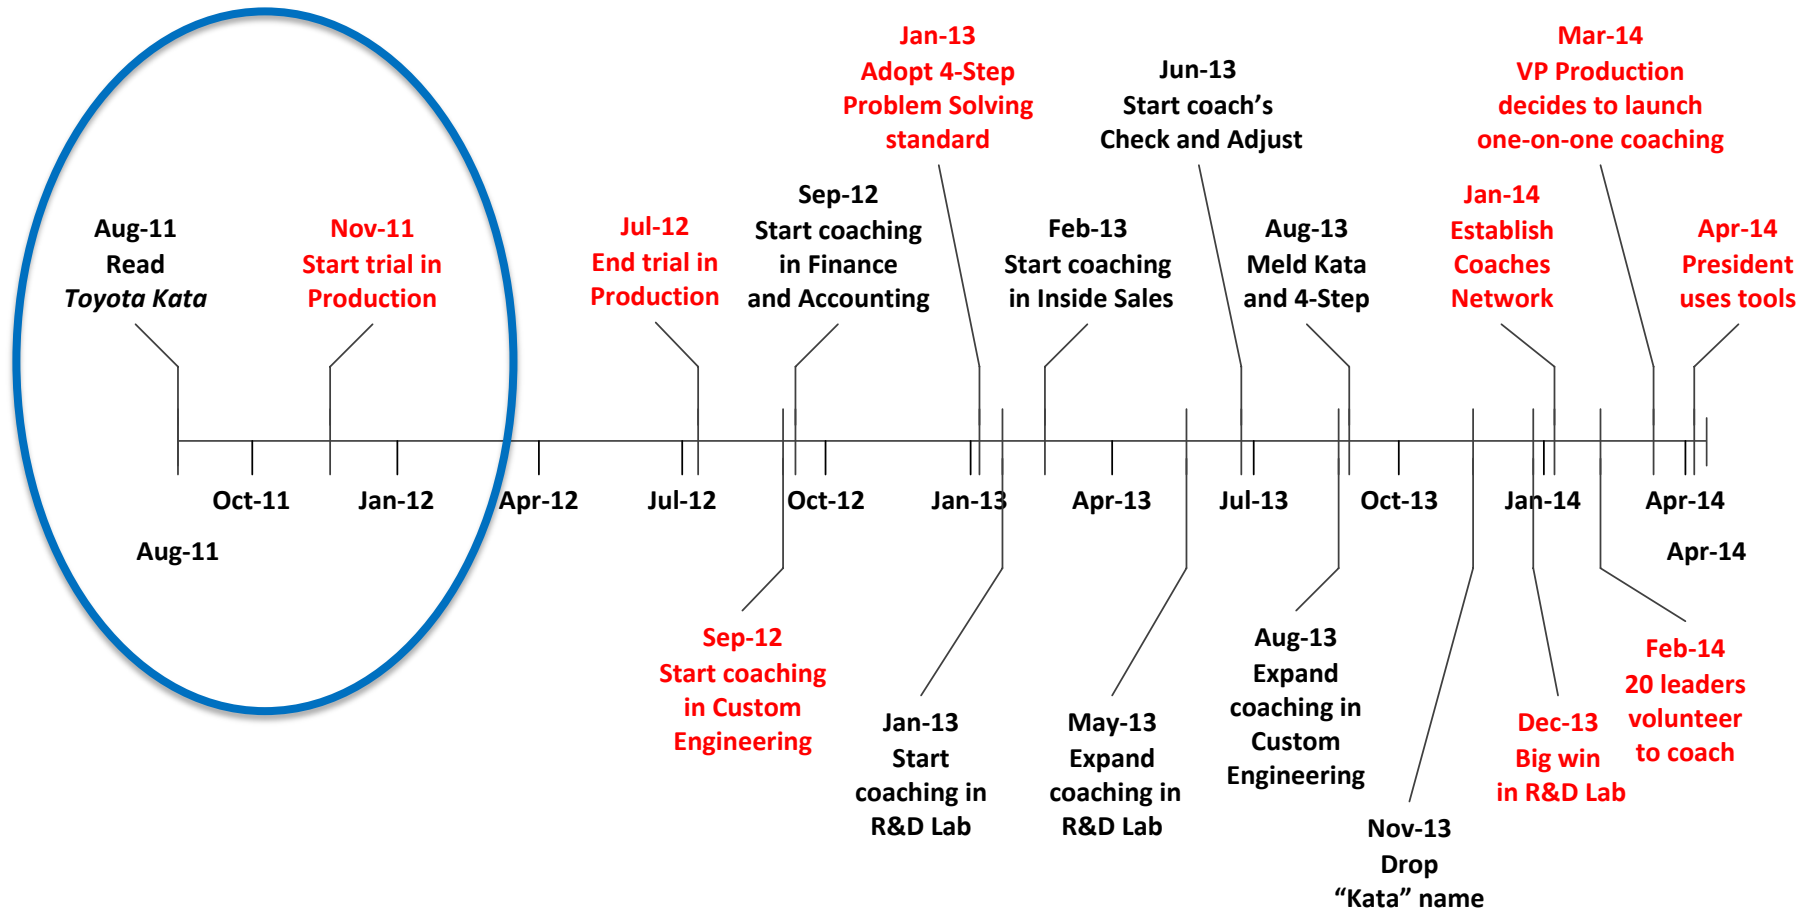 Aug-11
Read
Toyota Kata
Nov-11
Start trial in
Production
Jul-12
End trial in
Production
Sep-12
Start coaching
in Finance
and Accounting
Jan-13
Adopt 4-Step
Problem Solving
standard
Feb-13
Start coaching
in Inside Sales
Jun-13
Start coach’s
Check and Adjust
Aug-13
Meld Kata
and 4-Step
Jan-14
Establish
Coaches
Network
Mar-14
VP Production
decides to launch
one-on-one coaching
Apr-14
President
uses tools
Oct-11
Jan-12
Apr-12
Jul-12
Oct-12
Jan-13
Apr-13
Jul-13
Oct-13
Jan-14
Apr-14
Aug-11
Apr-14
Sep-12
Start coaching
in Custom
Engineering
Jan-13
Start
coaching in
R&D Lab
May-13
Expand
coaching in
R&D Lab
Aug-13
Expand
coaching in
Custom
Engineering
Nov-13
Drop
“Kata” name
Dec-13
Big win
in R&D Lab
Feb-14
20 leaders
volunteer
to coach